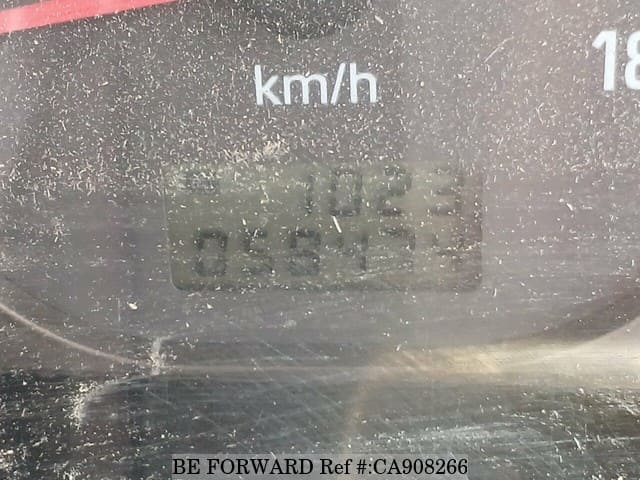 km/h
18
1023
BE FORWARD Ref #:CA908266